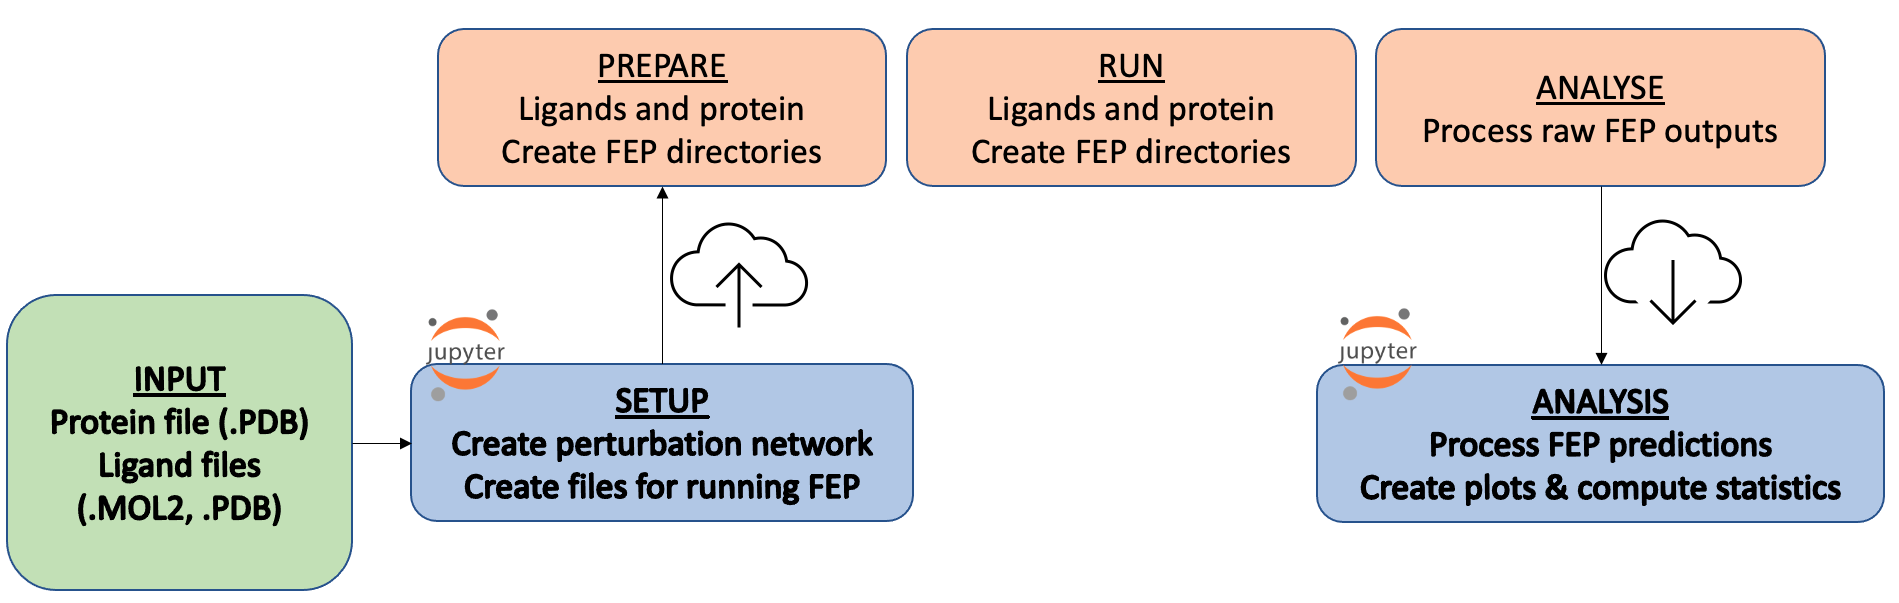 PREPARE
Ligands and protein
Create FEP directories
RUN
Ligands and protein
Create FEP directories
ANALYSE
Process raw FEP outputs
INPUT
Protein file (.PDB)
Ligand files
(.MOL2, .PDB)
jupyter
SETUP
Create perturbation network
Create files for running FEP
jupyter
ANALYSIS
Process FEP predictions
Create plots & compute statistics